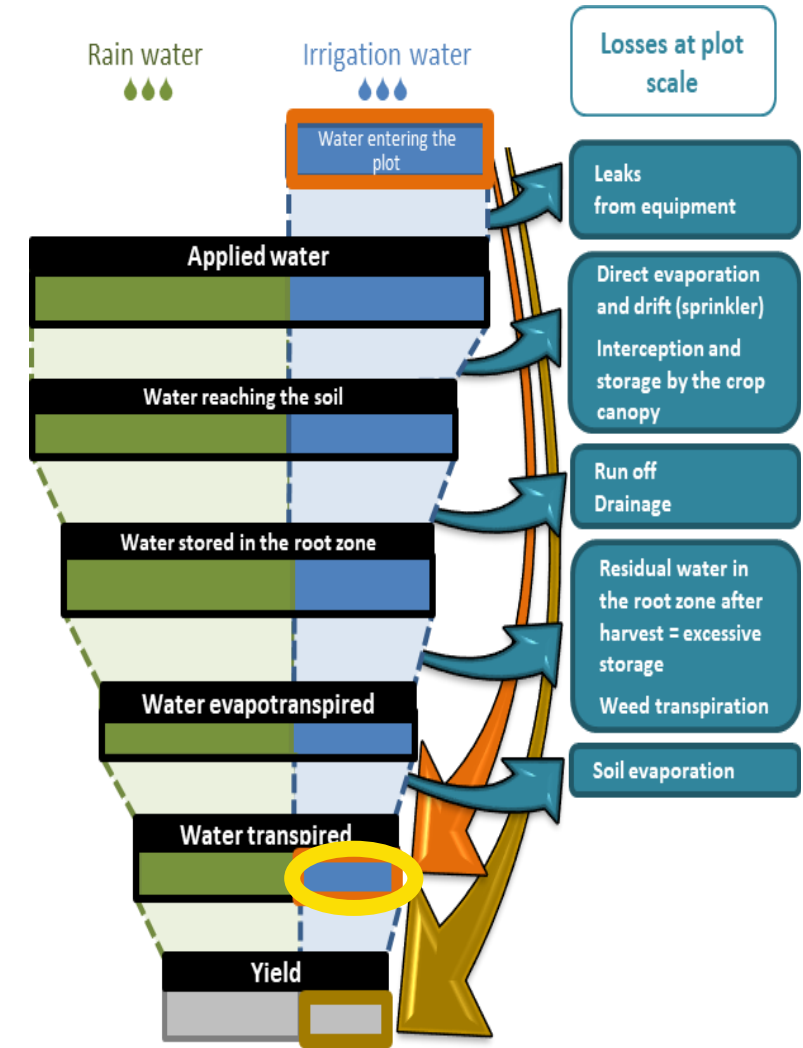 Rain water
Irrigation water
Losses at plot
scale
Water entering the
plot
Leaks
from equipment
Applied water
Direct evaporation
and drift (sprinkler)
Interception and
storage by the crop
canopy
Water reaching the soil
Run off
Drainage
Water stored in the root zone
Residual water in
the root zone after
harvest = excessive
storage
Weed transpiration
Water evapotranspired
Soil evaporation
Water transpired
Yield